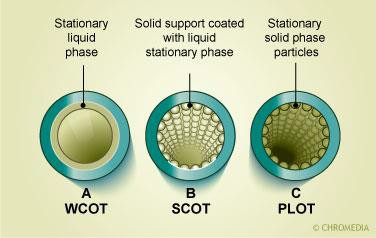 Stationary
liquid
phase
Solid support coated
with liquid
stationary phase
Stationary
solid phase
particles
A
WCOT
B
SCOT
C
PLOT
© CHROMEDIA